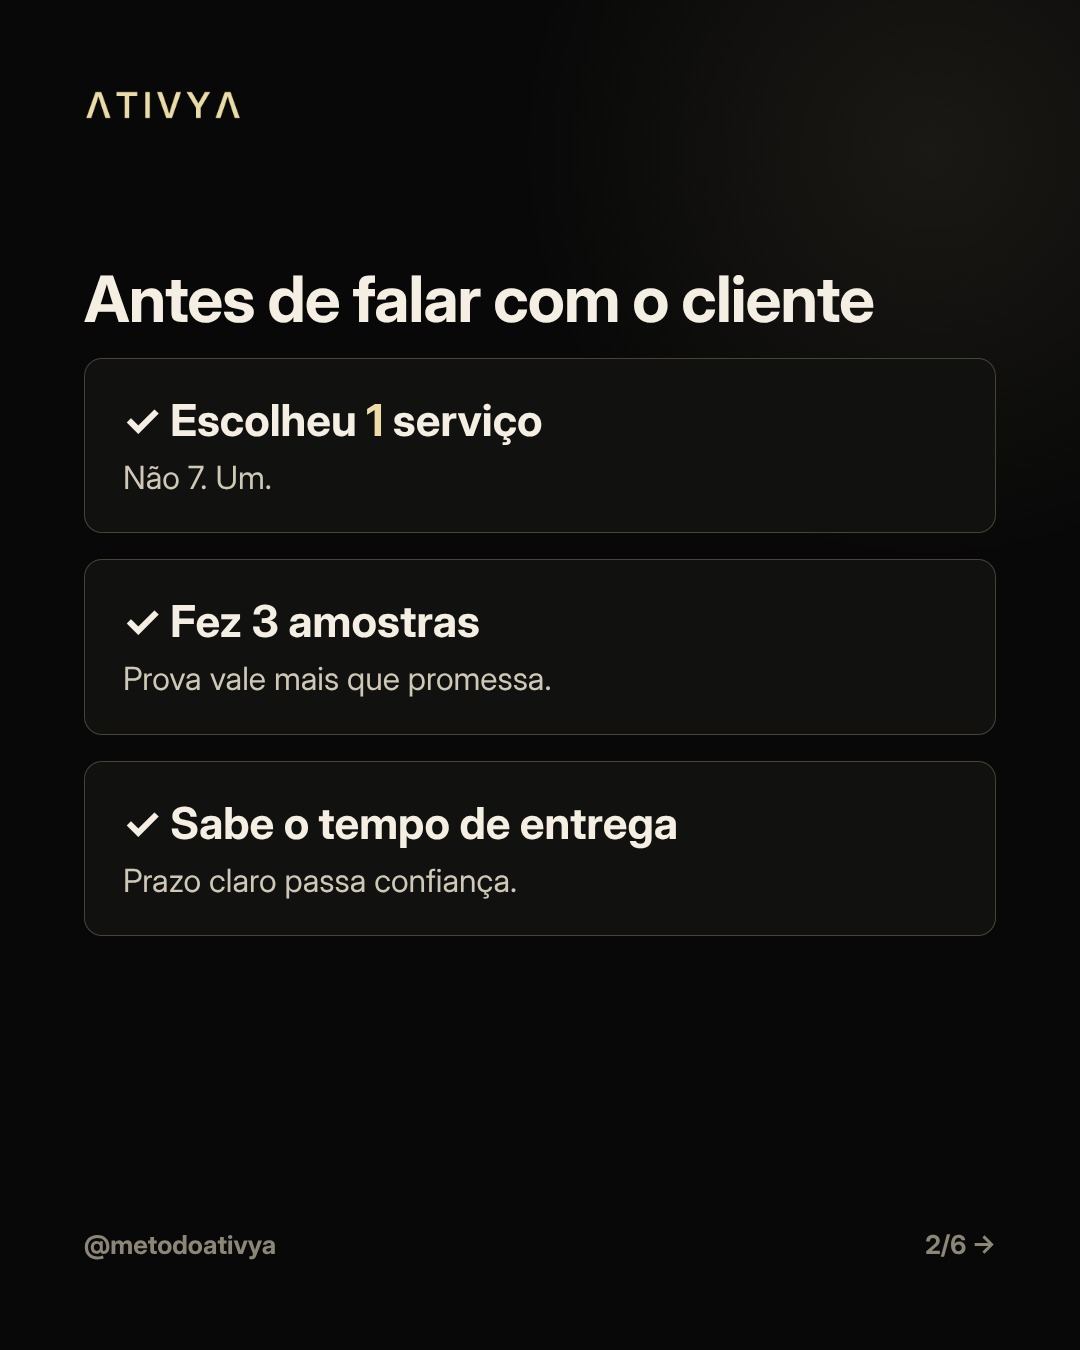 ATIVYA
Antes de falar com o cliente
✓ Escolheu 1 serviço
Não 7. Um.
✓ Fez 3 amostras
Prova vale mais que promessa.
✓ Sabe o tempo de entrega
Prazo claro passa confiança.
@metodoativya
2/6 →